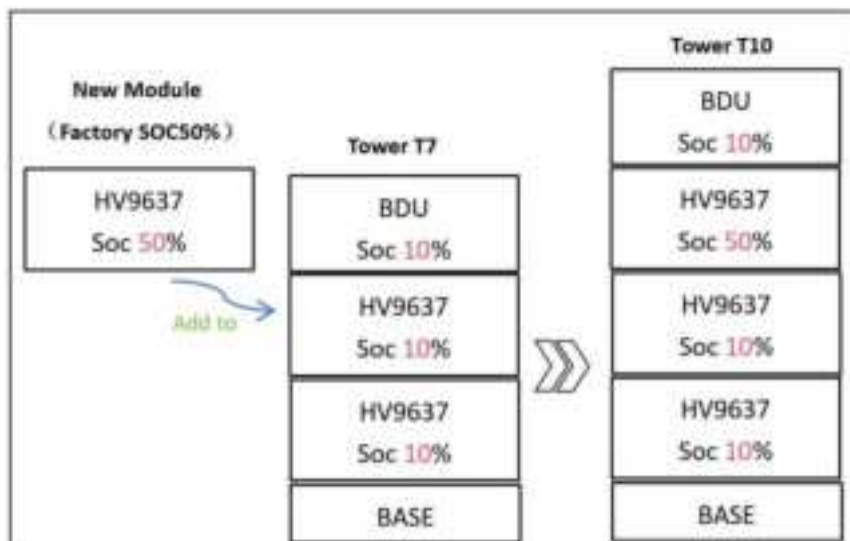 New Module
（Factory SOC50%）
HV9637
Soc 50%
Add to
Tower T7
BDU
Soc 10%
HV9637
Soc 10%
HV9637
Soc 10%
BASE
Tower T10
BDU
Soc 10%
HV9637
Soc 50%
HV9637
Soc 10%
HV9637
Soc 10%
BASE